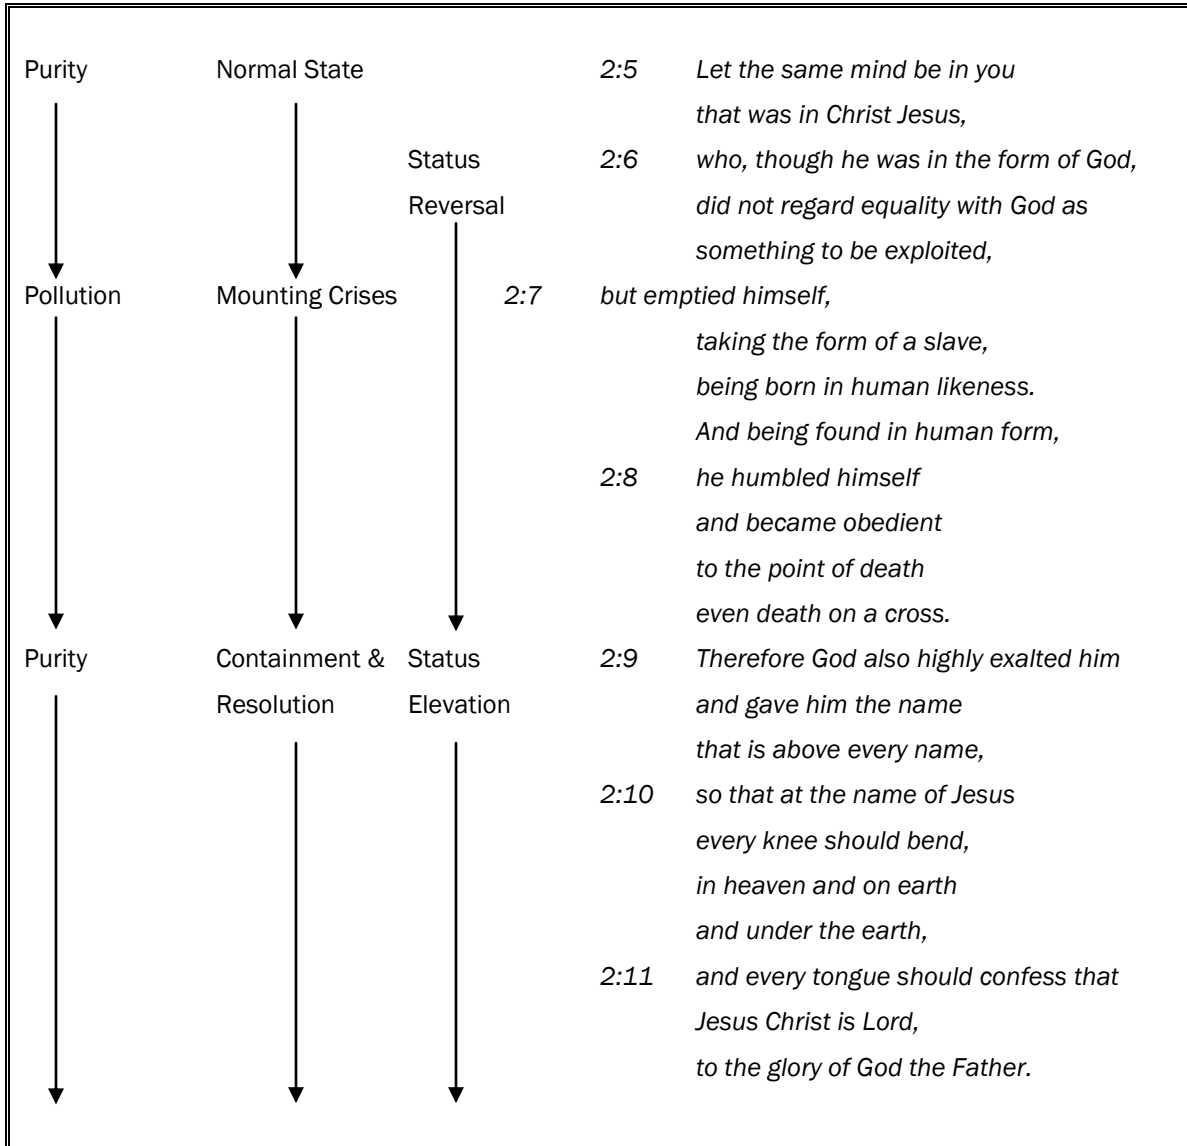 Purity Normal State 2:5 Let the same mind be in you
that was in Christ Jesus,
Status 2:6 who, though he was in the form of God,
Reversal did not regard equality with God as
something to be exploited,
Pollution Mounting Crises 2:7 but emptied himself,
taking the form of a slave,
being born in human likeness.
And being found in human form,
2:8 he humbled himself
and became obedient
to the point of death
even death on a cross.
Purity Containment & Status 2:9 Therefore God also highly exalted him
Resolution Elevation and gave him the name
that is above every name,
2:10 so that at the name of Jesus
every knee should bend,
in heaven and on earth
and under the earth,
2:11 and every tongue should confess that
Jesus Christ is Lord,
to the glory of God the Father.